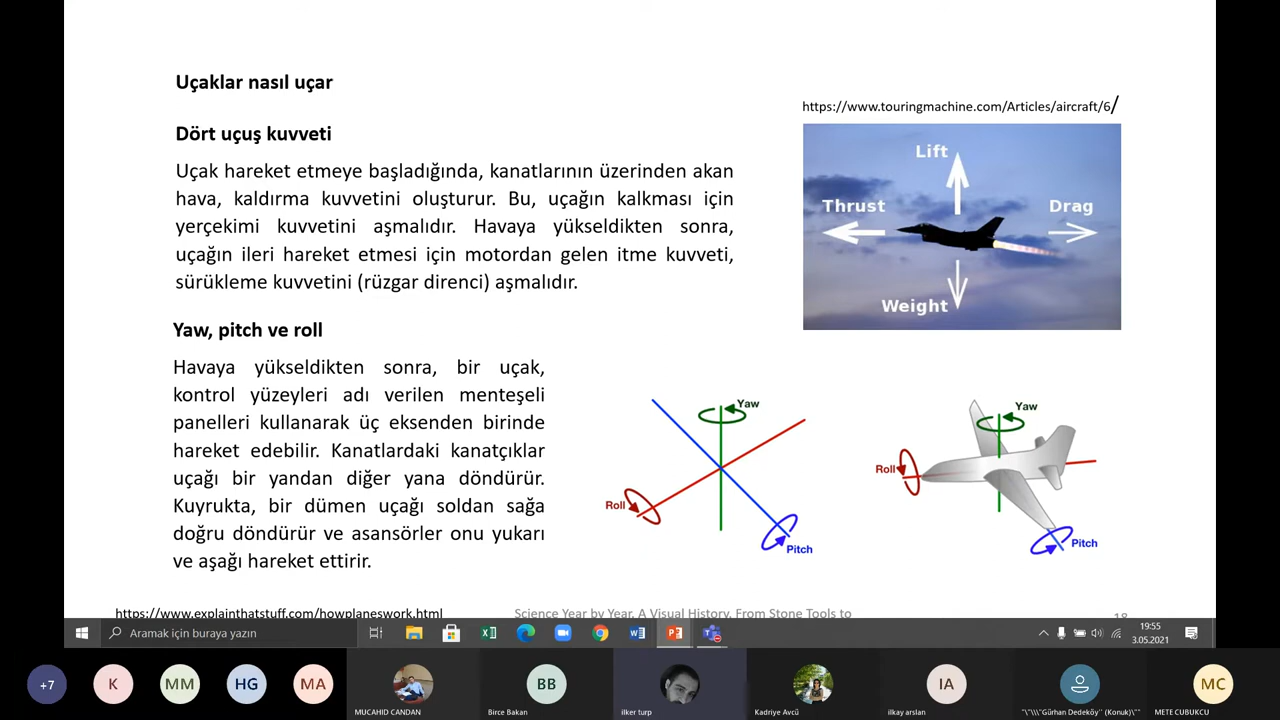 Uçaklar nasıl uçar
Dört uçuş kuvveti
Uçak hareket etmeye başladığında, kanatlarının üzerinden akan
hava, kaldırma kuvvetini oluşturur. Bu, uçağın kalkması için
yerçekimi kuvvetini aşmalıdır. Havaya yükseldikten sonra,
uçağın ileri hareket etmesi için motordan gelen itme kuvveti,
sürükleme kuvvetini (rüzgar direnci) aşmalıdır.
https://www.touringmachine.com/Articles/aircraft/6/
Lift
Thrust
Drag
Weight
Yaw, pitch ve roll
Havaya yükseldikten sonra, bir uçak,
kontrol yüzeyleri adı verilen menteşeli
panelleri kullanarak üç eksenden birinde
hareket edebilir. Kanatlardaki kanatçıklar
uçağı bir yandan diğer yana döndürür.
Kuyrukta, bir dümen uçağı soldan sağa
doğru döndürür ve asansörler onu yukarı
ve aşağı hareket ettirir.
Yaw
Roll
Pitch
Yaw
Roll
Pitch
https://www.explainthatstuff.com/howplaneswork.html
Science Year by Year, A Visual History, From Stone Tools to
18
Aramak için buraya yazın
19:55
3.05.2021
+7
K
MM
HG
MA
MUCAHID CANDAN
BB
Birce Bakan
ilker turp
Kadriye Avcü
IA
ilkay arslan
"\"\\\"Gürhan Dedeköy" (Konuk)\""
MC
METE CUBUKCU